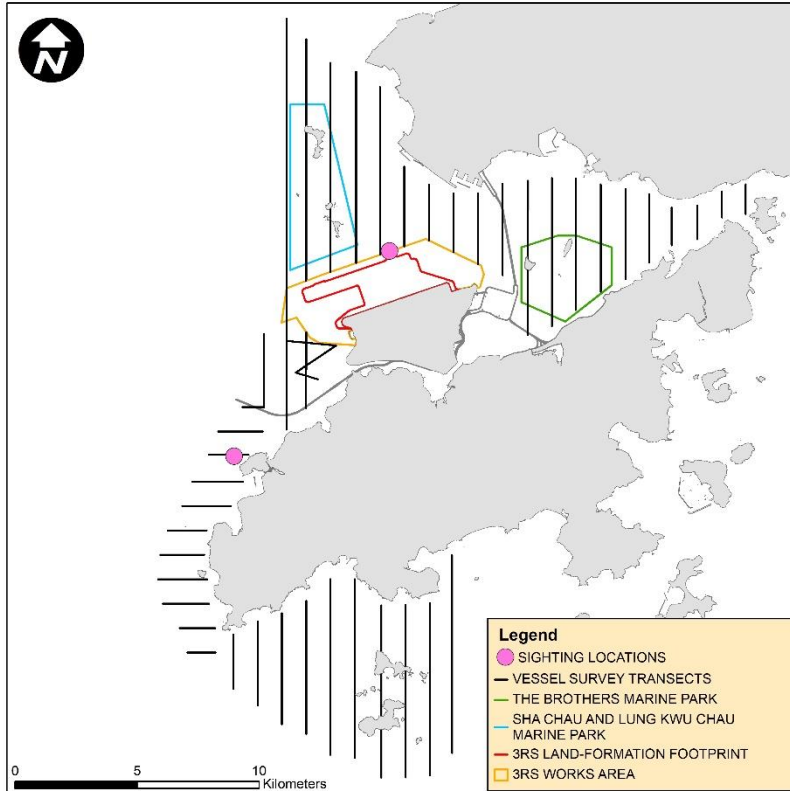 N
Legend
SIGHTING LOCATIONS
VESSEL SURVEY TRANSECTS
THE BROTHERS MARINE PARK
SHA CHAU AND LUNG KWU CHAU
MARINE PARK
3RS LAND-FORMATION FOOTPRINT
3RS WORKS AREA
0 5 10
Kilometers